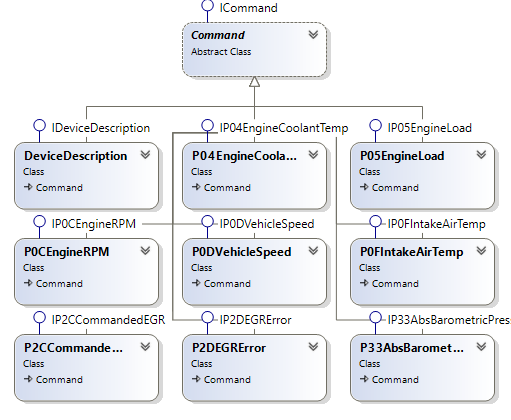 ICommand
Command
Abstract Class
IDeviceDescription
IP04EngineCoolantTemp
IP05EngineLoad
DeviceDescription
Class
Command
P04EngineCoola...
Class
Command
P05EngineLoad
Class
Command
IP0CEngineRPM
IP0DVehicleSpeed
IP0FIntakeAirTemp
P0CEngineRPM
Class
Command
P0DVehicleSpeed
Class
Command
P0FIntakeAirTemp
Class
Command
IP2CCommandedEGR
IP2DEGRError
IP33AbsBarometricPres
P2CCommande...
Class
Command
P2DEGRError
Class
Command
P33AbsBaromet...
Class
Command